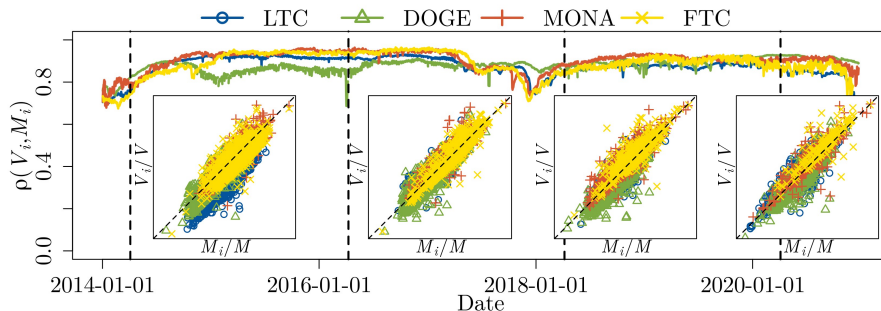 LTC DOGE MONA FTC
ρ(V_i,M_i)
0.8
0.4
0.0
V_i/V
M_i/M
V_i/V
M_i/M
V_i/V
M_i/M
V_i/V
M_i/M
2014-01-01 2016-01-01 2018-01-01 2020-01-01
Date